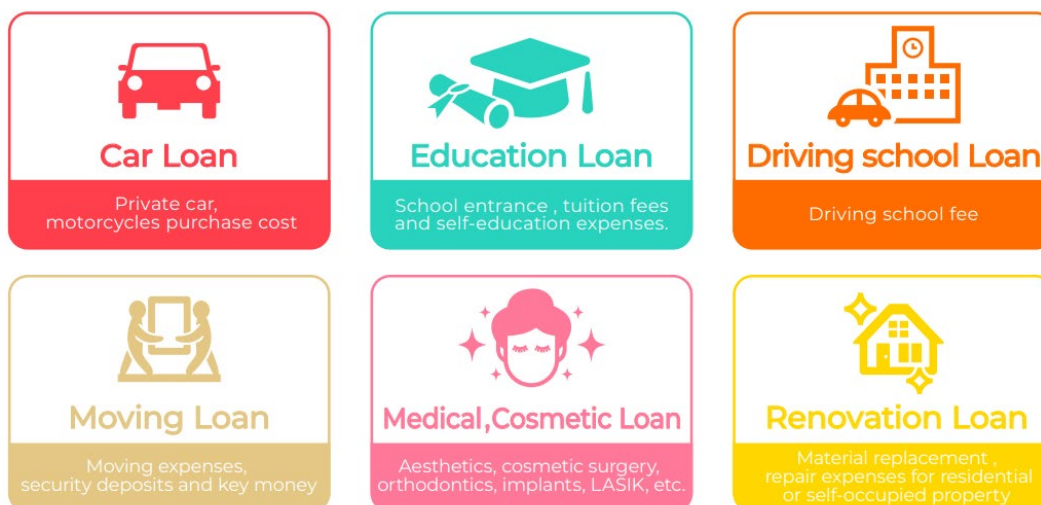 Car Loan
Private car,
motorcycles purchase cost
Education Loan
School entrance , tuition fees
and self-education expenses.
Driving school Loan
Driving school fee
Moving Loan
Moving expenses,
security deposits and key money
Medical,Cosmetic Loan
Aesthetics, cosmetic surgery,
orthodontics, implants, LASIK, etc.
Renovation Loan
Material replacement ,
repair expenses for residential
or self-occupied property